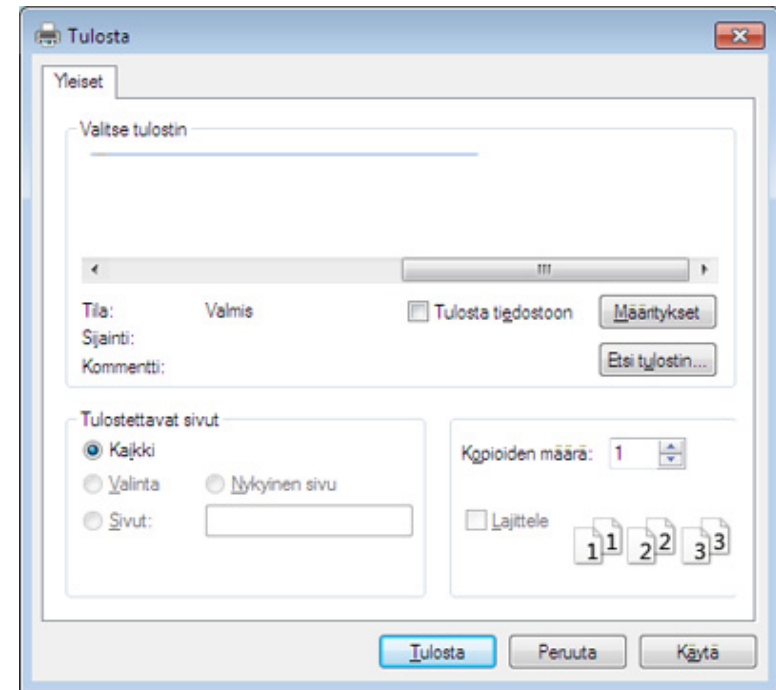 Tulosta
Yleiset
Valitse tulostin
Tila: Valmis
Tulosta tiedostoon
Määritykset
Sijainti:
Kommentti:
Etsi tulostin...
Tulostettavat sivut
Kaikki
Valinta Nykyinen sivu
Sivut:
Kopioiden määrä: 1
Lajittele
1 1 2 2 3 3
Tulosta Peruuta Käytä